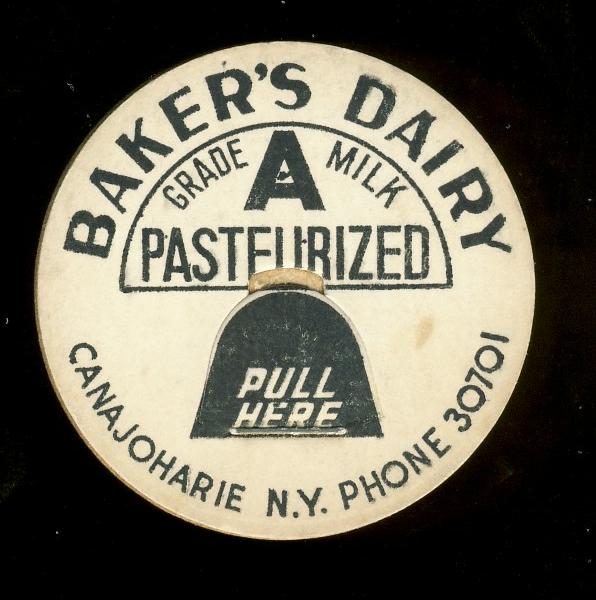 BAKER'S DAIRY
GRADE A MILK
PASTEURIZED
PULL
HERE
CANAJOHARIE N.Y. PHONE 30701